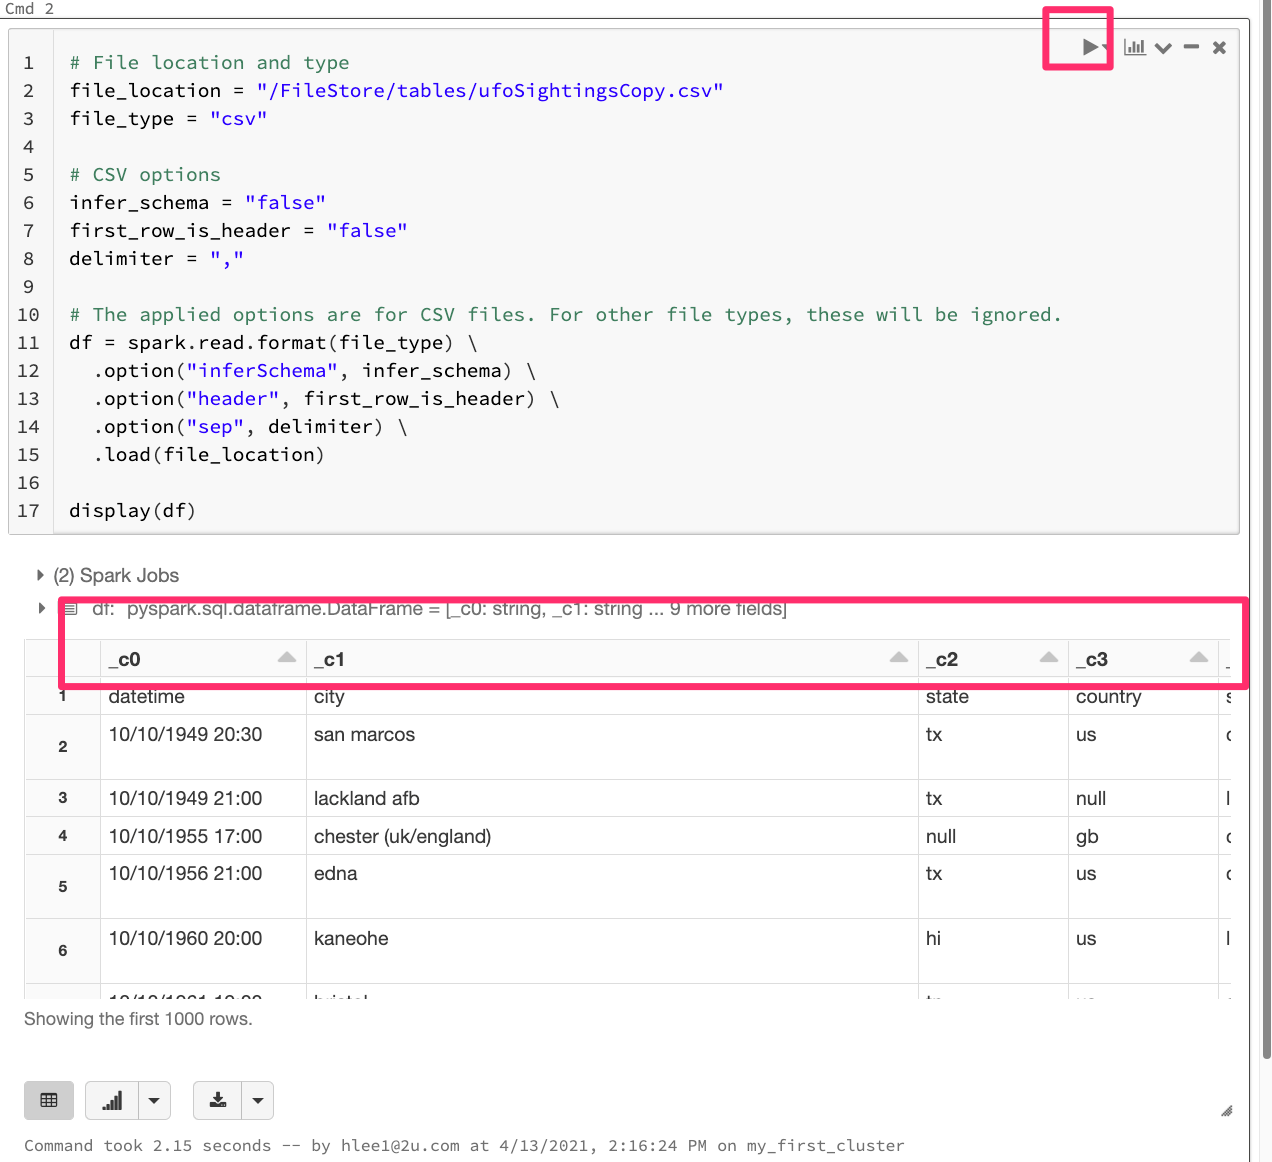 Cmd 2
1 # File location and type
2 file_location = "/FileStore/tables/ufoSightingsCopy.csv"
3 file_type = "csv"
4
5 # CSV options
6 infer_schema = "false"
7 first_row_is_header = "false"
8 delimiter = ","
9
10 # The applied options are for CSV files. For other file types, these will be ignored.
11 df = spark.read.format(file_type) \
12   .option("inferSchema", infer_schema) \
13   .option("header", first_row_is_header) \
14   .option("sep", delimiter) \
15   .load(file_location)
16
17 display(df)
(2) Spark Jobs
df: pyspark.sql.dataframe.DataFrame = [_c0: string, _c1: string ... 9 more fields]
_c0 _c1 _c2 _c3
1 datetime city state country
2 10/10/1949 20:30 san marcos tx us
3 10/10/1949 21:00 lackland afb tx null
4 10/10/1955 17:00 chester (uk/england) null gb
5 10/10/1956 21:00 edna tx us
6 10/10/1960 20:00 kaneohe hi us
Showing the first 1000 rows.
Command took 2.15 seconds -- by hlee1@2u.com at 4/13/2021, 2:16:24 PM on my_first_cluster